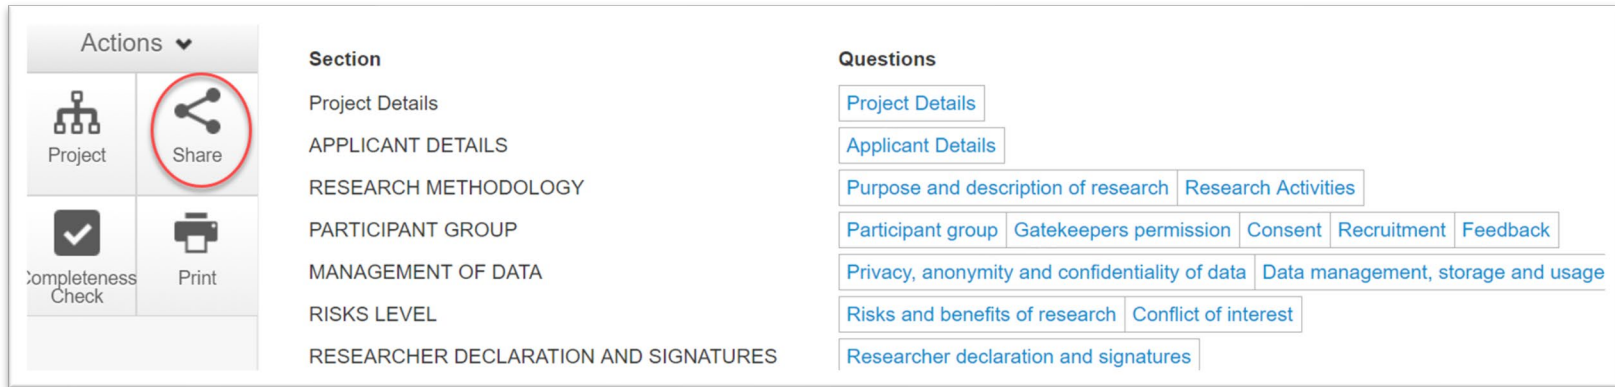 Actions
Project
Share
ompleteness
Check
Print
Section Questions
Project Details Project Details
APPLICANT DETAILS Applicant Details
RESEARCH METHODOLOGY Purpose and description of research Research Activities
PARTICIPANT GROUP Participant group Gatekeepers permission Consent Recruitment Feedback
MANAGEMENT OF DATA Privacy, anonymity and confidentiality of data Data management, storage and usage
RISKS LEVEL Risks and benefits of research Conflict of interest
RESEARCHER DECLARATION AND SIGNATURES Researcher declaration and signatures